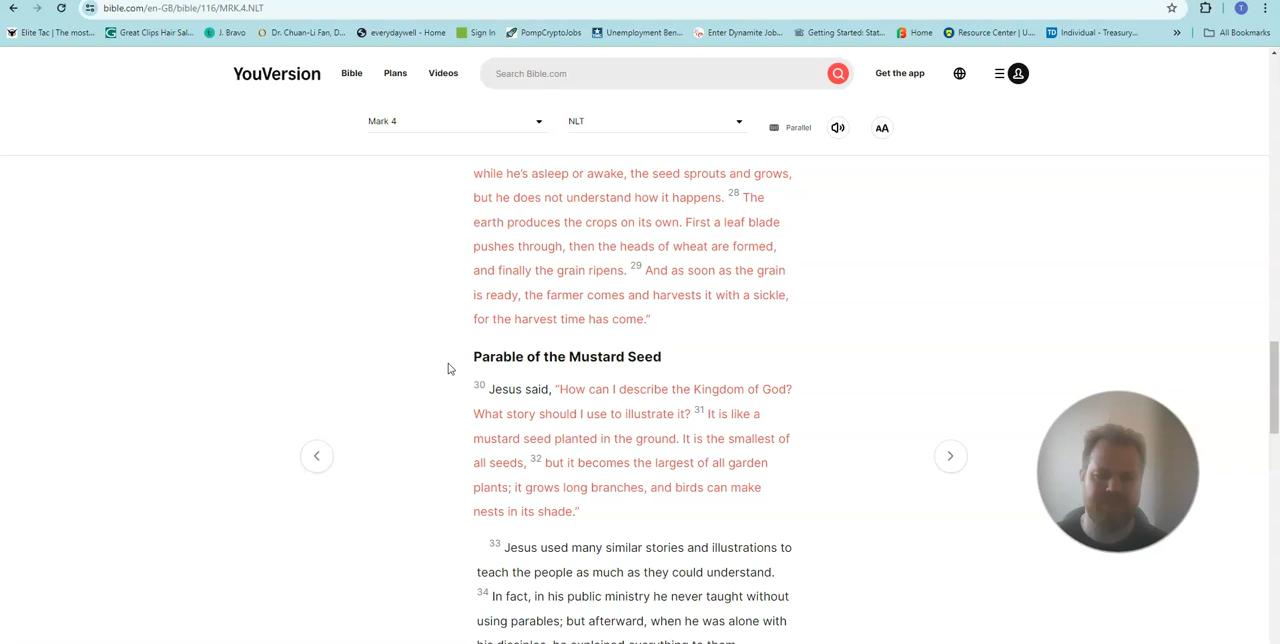 bible.com/en-GB/bible/116/MRK.4.NLT
T
Elite Tac | The most... Great Clips Hair Sal... J. Bravo Dr. Chuan-Li Fan, D... everydaywell - Home Sign In PompCryptoJobs Unemployment Ben... Enter Dynamite Job... Getting Started: Stat... Home Resource Center | U.... TD Individual - Treasury... » All Bookmarks
YouVersion Bible Plans Videos Search Bible.com Get the app
Mark 4 NLT Parallel AA
while he's asleep or awake, the seed sprouts and grows,
but he does not understand how it happens. 28 The
earth produces the crops on its own. First a leaf blade
pushes through, then the heads of wheat are formed,
and finally the grain ripens. 29 And as soon as the grain
is ready, the farmer comes and harvests it with a sickle,
for the harvest time has come.”
Parable of the Mustard Seed
30 Jesus said, “How can I describe the Kingdom of God?
What story should I use to illustrate it? 31 It is like a
mustard seed planted in the ground. It is the smallest of
all seeds, 32 but it becomes the largest of all garden
plants; it grows long branches, and birds can make
nests in its shade.”
33 Jesus used many similar stories and illustrations to
teach the people as much as they could understand.
34 In fact, in his public ministry he never taught without
using parables; but afterward, when he was alone with
his disciples, he explained everything to them.